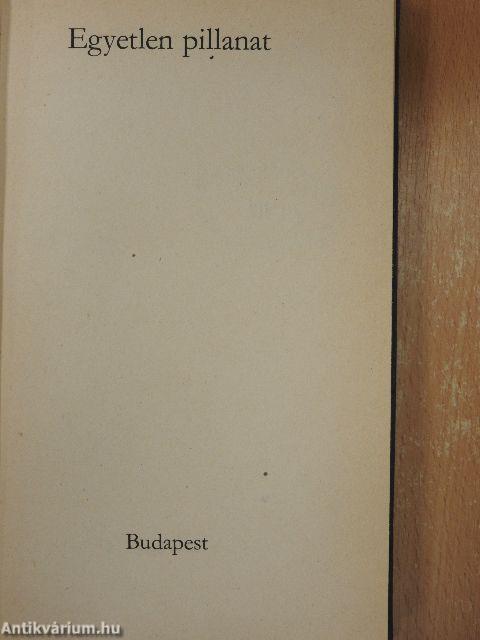 Egyetlen pillanat
Budapest
Antikvárium.hu